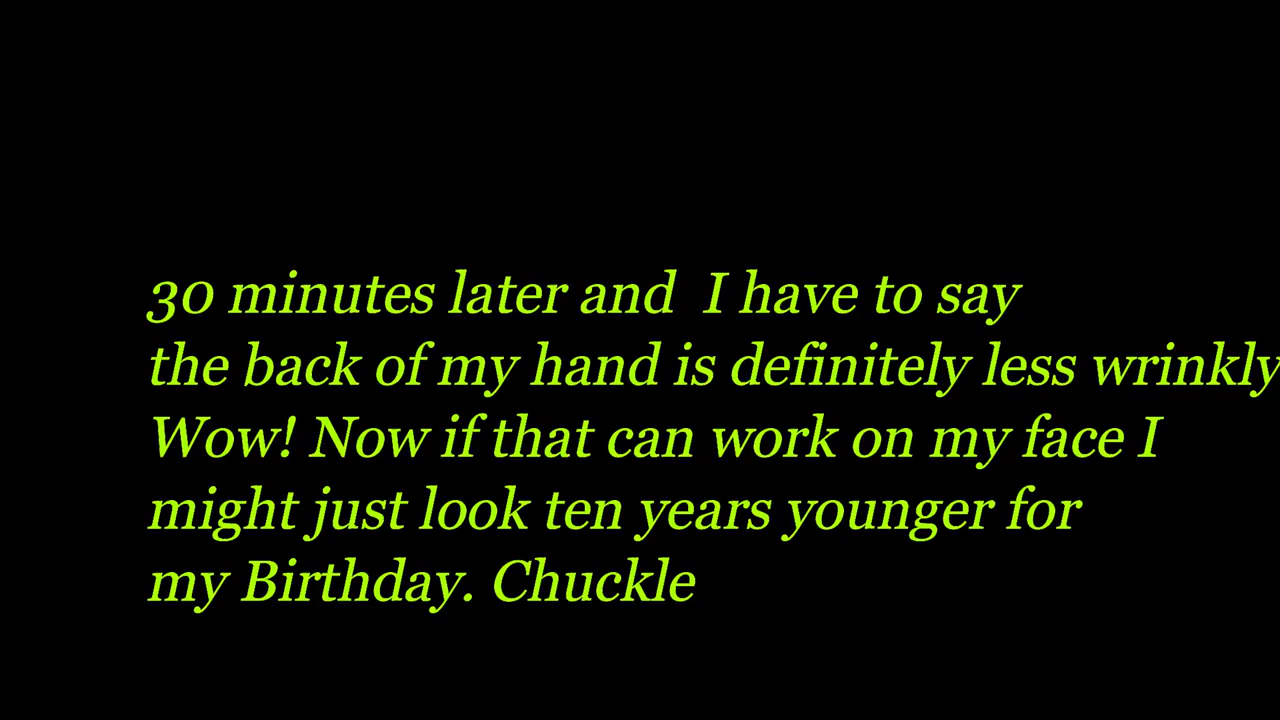 30 minutes later and  I have to say
the back of my hand is definitely less wrinkly
Wow! Now if that can work on my face I
might just look ten years younger for
my Birthday. Chuckle